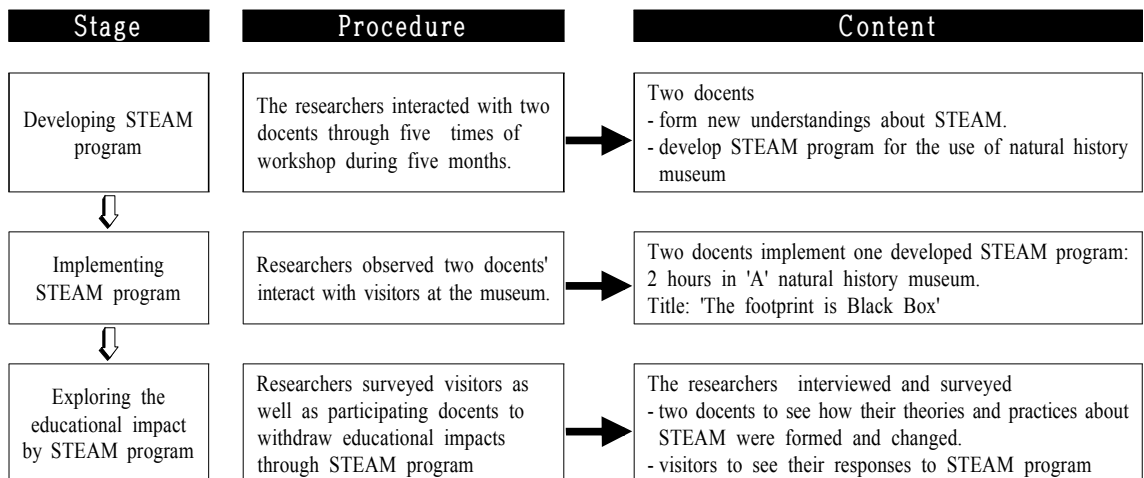 Stage
Procedure
Content
Developing STEAM
program
The researchers interacted with two
docents through five times of
workshop during five months.
Two docents
- form new understandings about STEAM.
- develop STEAM program for the use of natural history
museum
Implementing
STEAM program
Researchers observed two docents'
interact with visitors at the museum.
Two docents implement one developed STEAM program:
2 hours in 'A' natural history museum.
Title: 'The footprint is Black Box'
Exploring the
educational impact
by STEAM program
Researchers surveyed visitors as
well as participating docents to
withdraw educational impacts
through STEAM program
The researchers interviewed and surveyed
- two docents to see how their theories and practices about
STEAM were formed and changed.
- visitors to see their responses to STEAM program